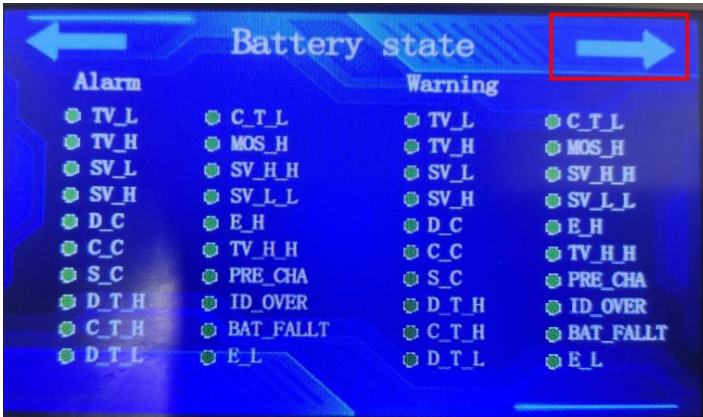 Battery state
Alarm Warning
TV_L C_T_L TV_L C_T_L
TV_H MOS_H TV_H MOS_H
SV_L SV_H_H SV_L SV_H_H
SV_H SV_L_L SV_H SV_L_L
D_C E_H D_C E_H
C_C TV_H_H C_C TV_H_H
S_C PRE_CHA S_C PRE_CHA
D_T_H ID_OVER D_T_H ID_OVER
C_T_H BAT_FALLT C_T_H BAT_FALLT
D_T_L E_L D_T_L E_L